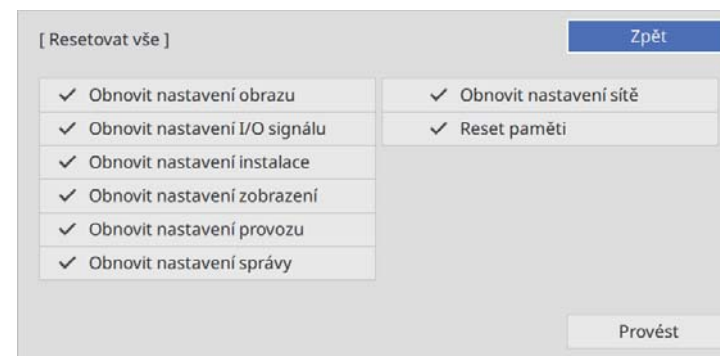 [ Resetovat vše ]
Zpět
✓ Obnovit nastavení obrazu
✓ Obnovit nastavení I/O signálu
✓ Obnovit nastavení instalace
✓ Obnovit nastavení zobrazení
✓ Obnovit nastavení provozu
✓ Obnovit nastavení správy
✓ Obnovit nastavení sítě
✓ Reset paměti
Provést